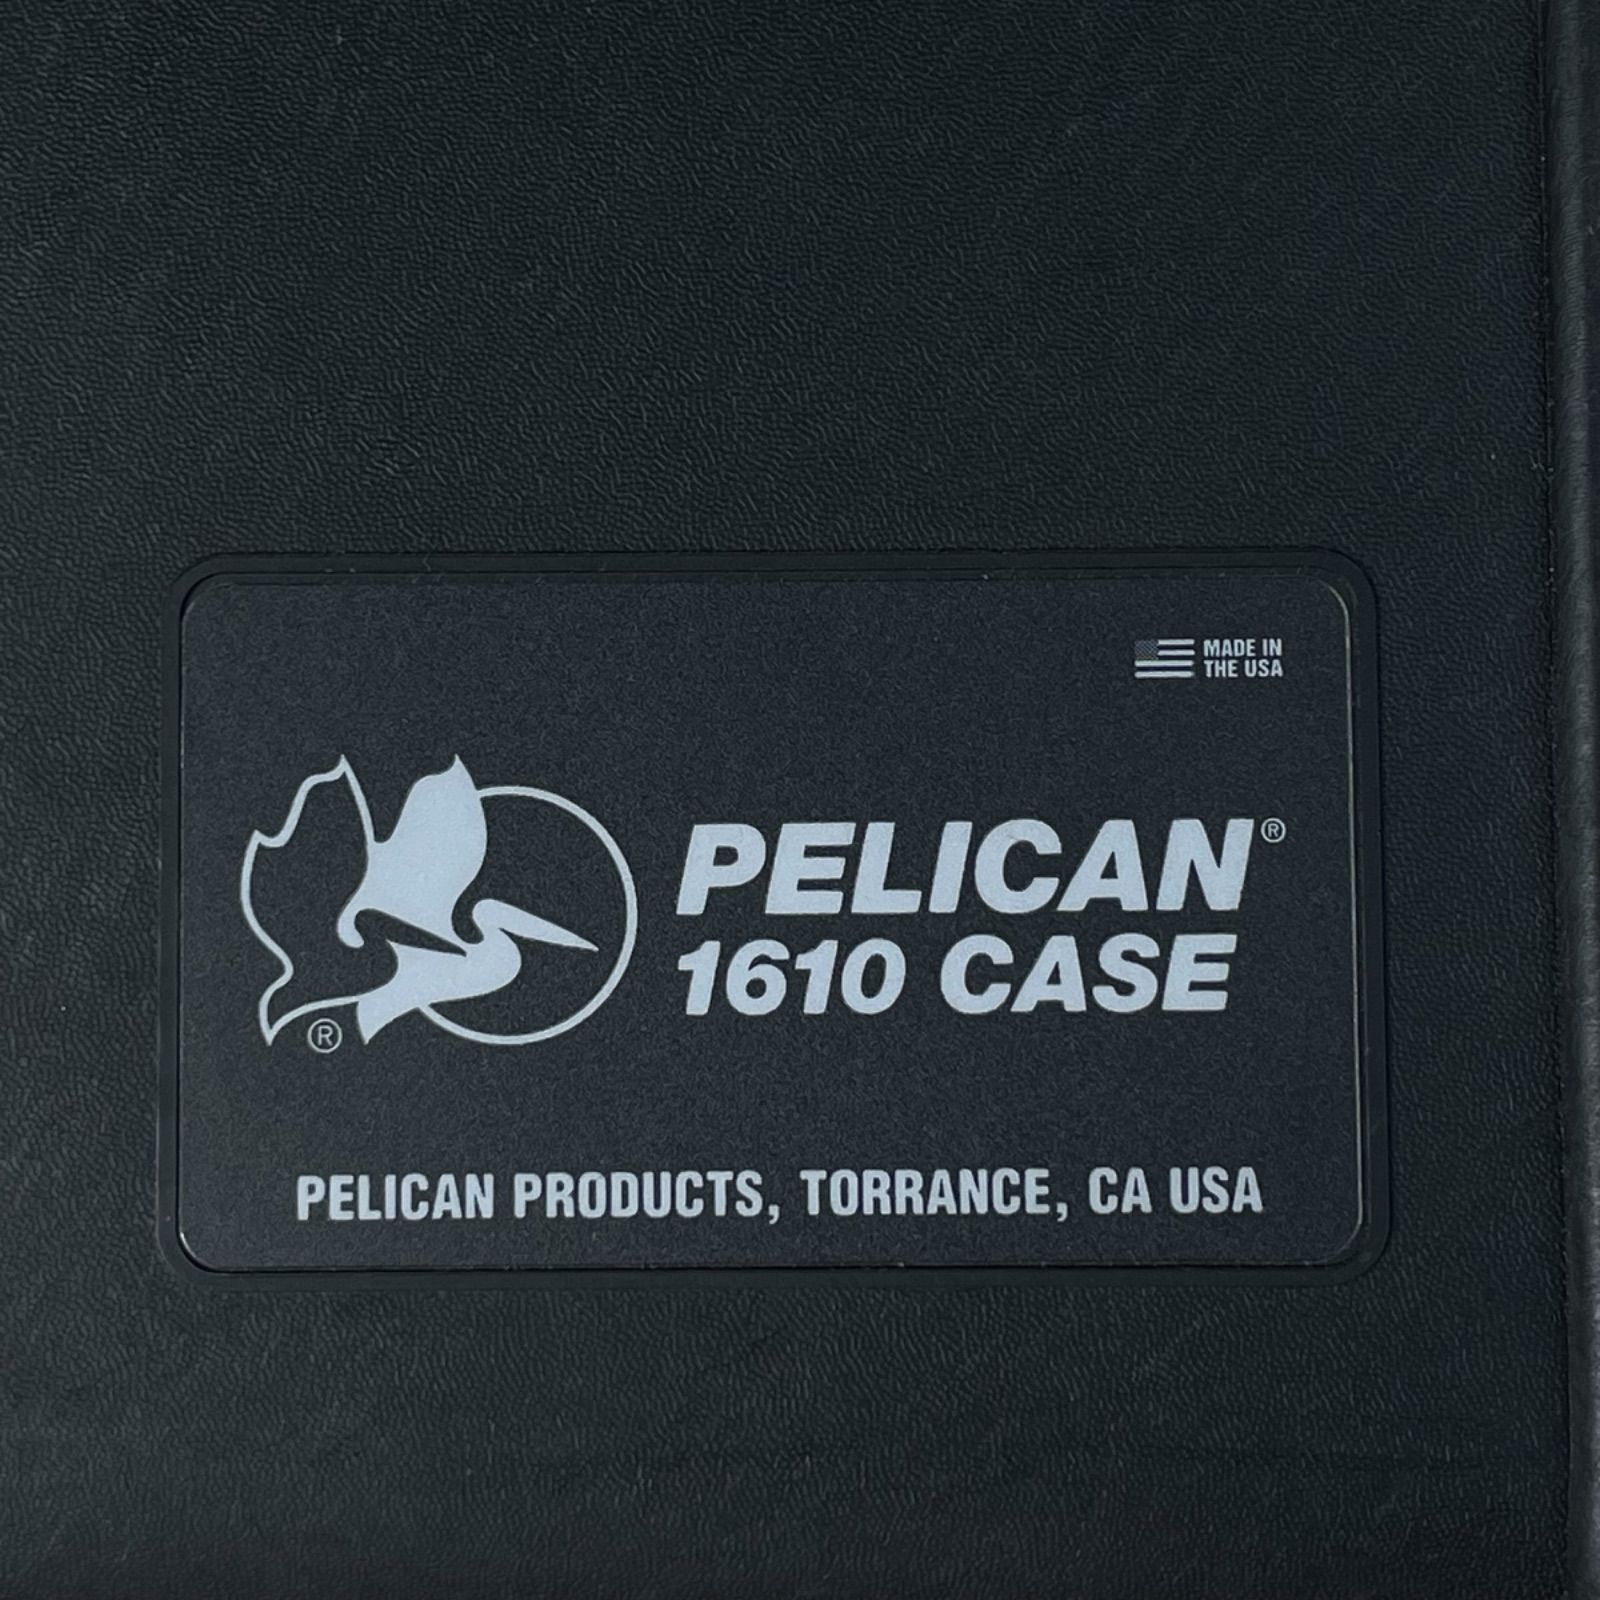 MADE IN
THE USA
PELICAN®
1610 CASE
®
PELICAN PRODUCTS, TORRANCE, CA USA